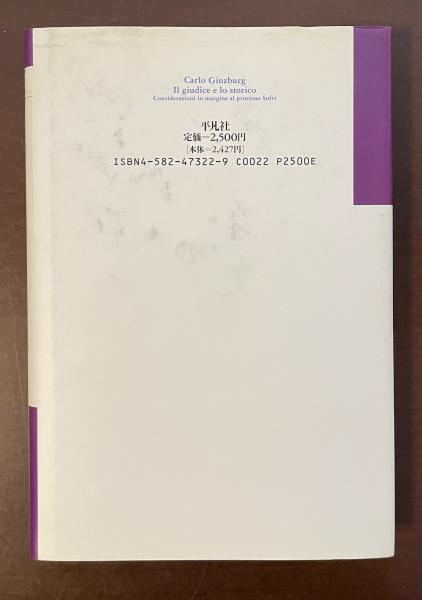 Carlo Ginzburg
Il giudice e lo storico
Considerazioni in margine al processo Sofri
平凡社
定価=2,500円
[本体=2,427円]
ISBN4-582-47322-9 C0022 P2500E